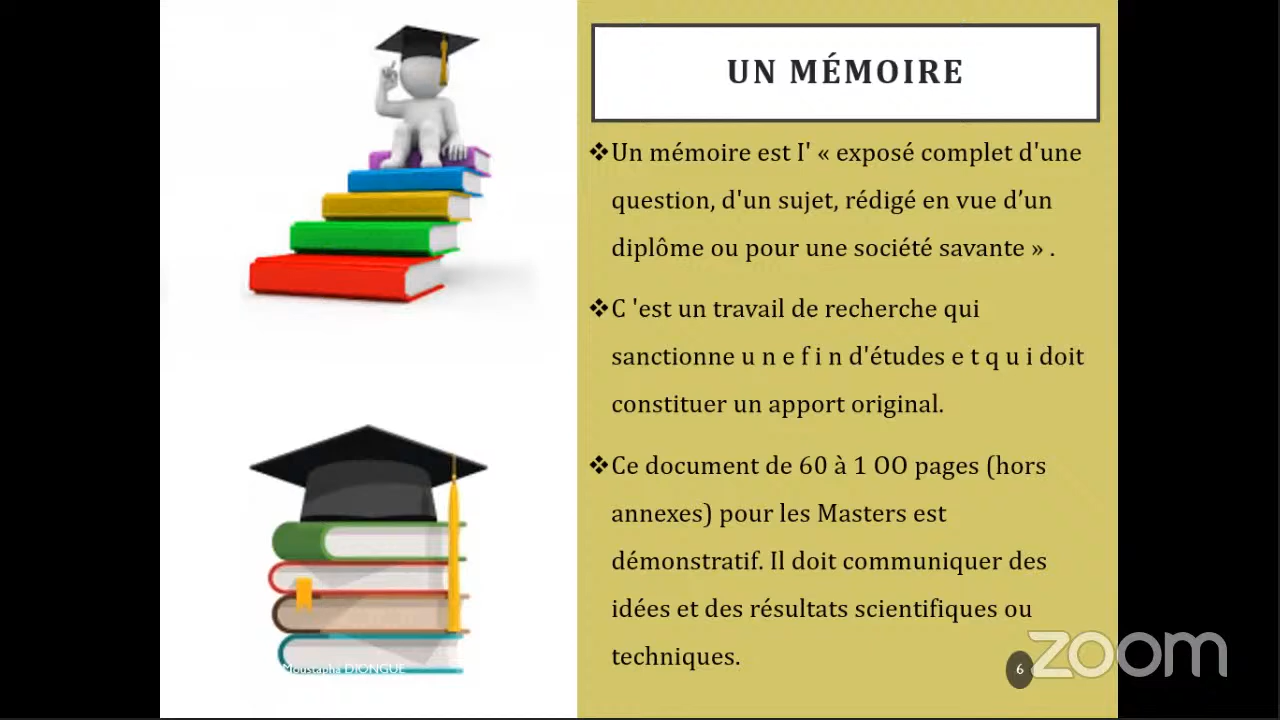 UN MÉMOIRE
❖Un mémoire est I' « exposé complet d'une
question, d'un sujet, rédigé en vue d’un
diplôme ou pour une société savante » .
❖C 'est un travail de recherche qui
sanctionne u n e f i n d'études e t q u i doit
constituer un apport original.
❖Ce document de 60 à 1 OO pages (hors
annexes) pour les Masters est
démonstratif. Il doit communiquer des
idées et des résultats scientifiques ou
techniques.
Moustapha DIONGUE
6
zoom